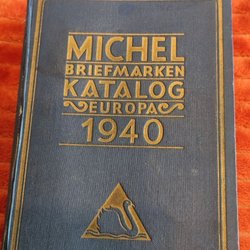 MICHEL
BRIEFMARKEN
KATALOG
EUROPA
1940